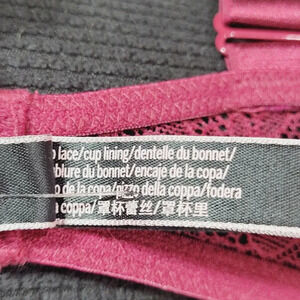 lace/cup lining/dentelle du bonnet/
blure du bonnet/encaje de la copa/
o de la copa/pizzo della coppa/fodera
a coppa/罩杯蕾丝/罩杯里